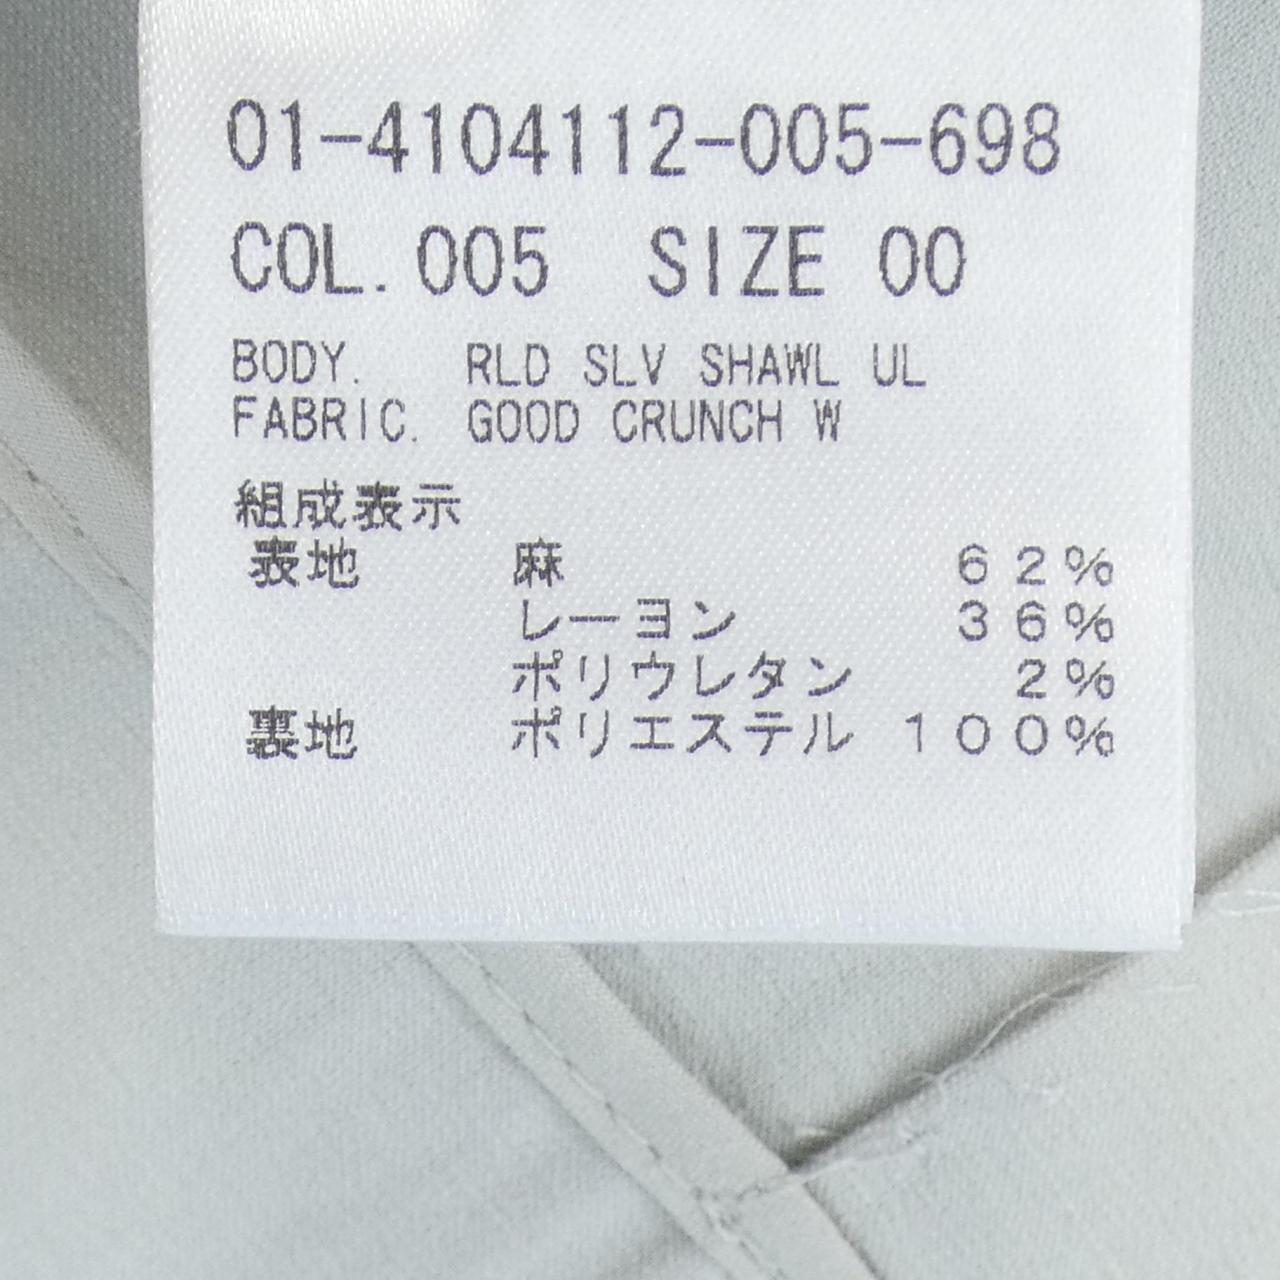 01-4104112-005-698
COL. 005 SIZE 00
BODY. RLD SLV SHAWL UL
FABRIC. GOOD CRUNCH W
組成表示
表地 麻 62%
レーヨン 36%
ポリウレタン 2%
裏地 ポリエステル 100%